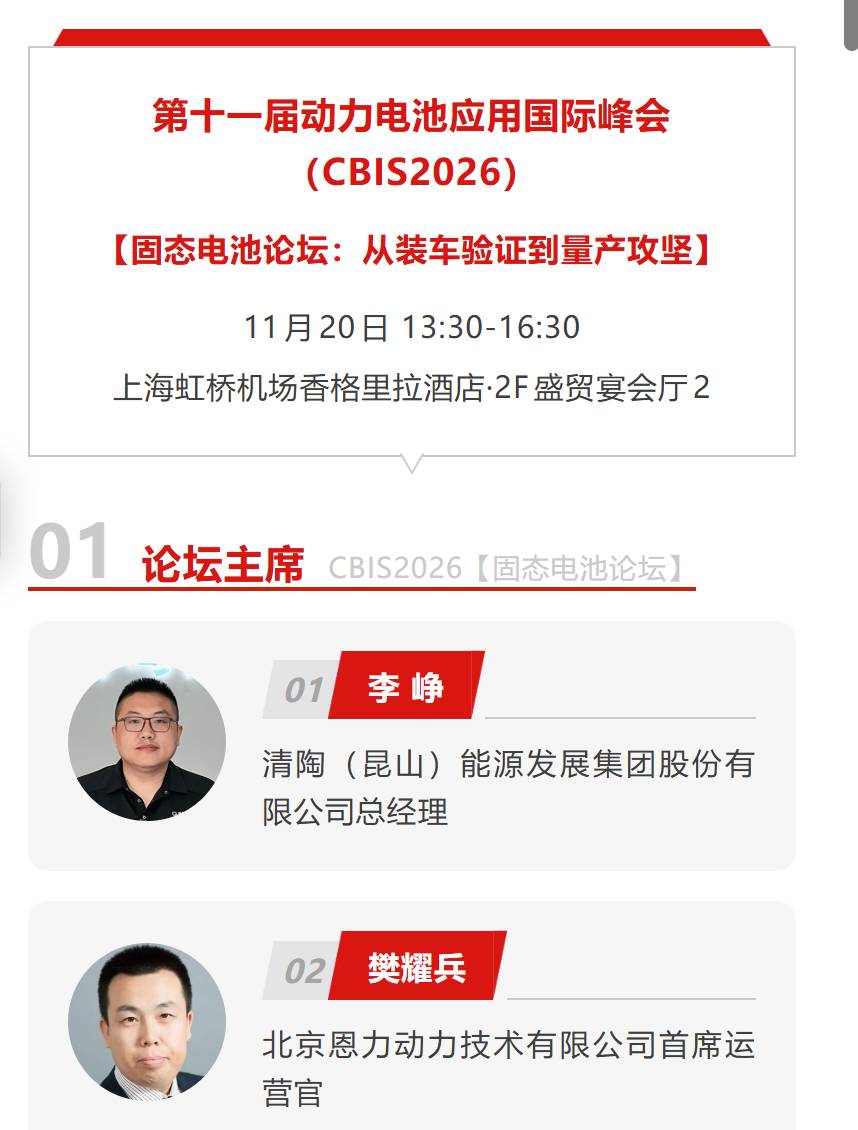 第十一届动力电池应用国际峰会
（CBIS2026）
【固态电池论坛：从装车验证到量产攻坚】
11月20日 13:30-16:30
上海虹桥机场香格里拉酒店·2F盛贸宴会厅2
01 论坛主席 CBIS2026【固态电池论坛】
01 李 峥
清陶（昆山）能源发展集团股份有
限公司总经理
02 樊耀兵
北京恩力动力技术有限公司首席运
营官